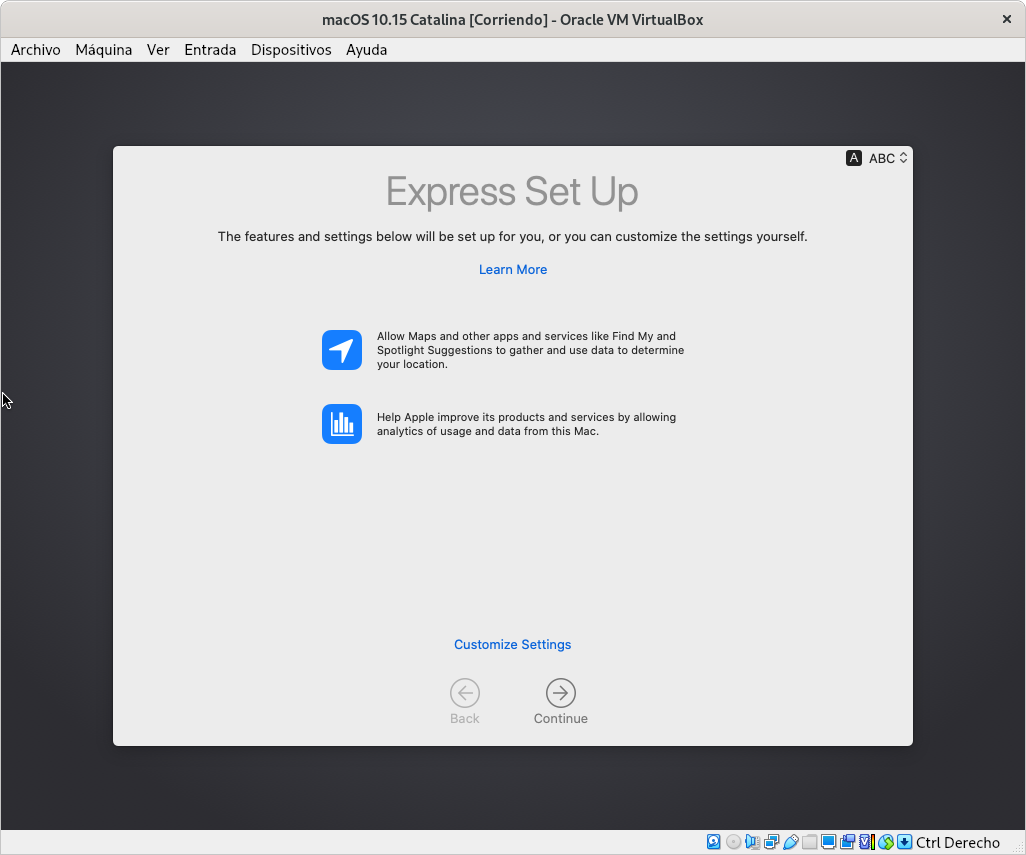 macOS 10.15 Catalina [Corriendo] - Oracle VM VirtualBox
Archivo Máquina Ver Entrada Dispositivos Ayuda
A ABC
Express Set Up
The features and settings below will be set up for you, or you can customize the settings yourself.
Learn More
Allow Maps and other apps and services like Find My and
Spotlight Suggestions to gather and use data to determine
your location.
Help Apple improve its products and services by allowing
analytics of usage and data from this Mac.
Customize Settings
Back Continue
Ctrl Derecho